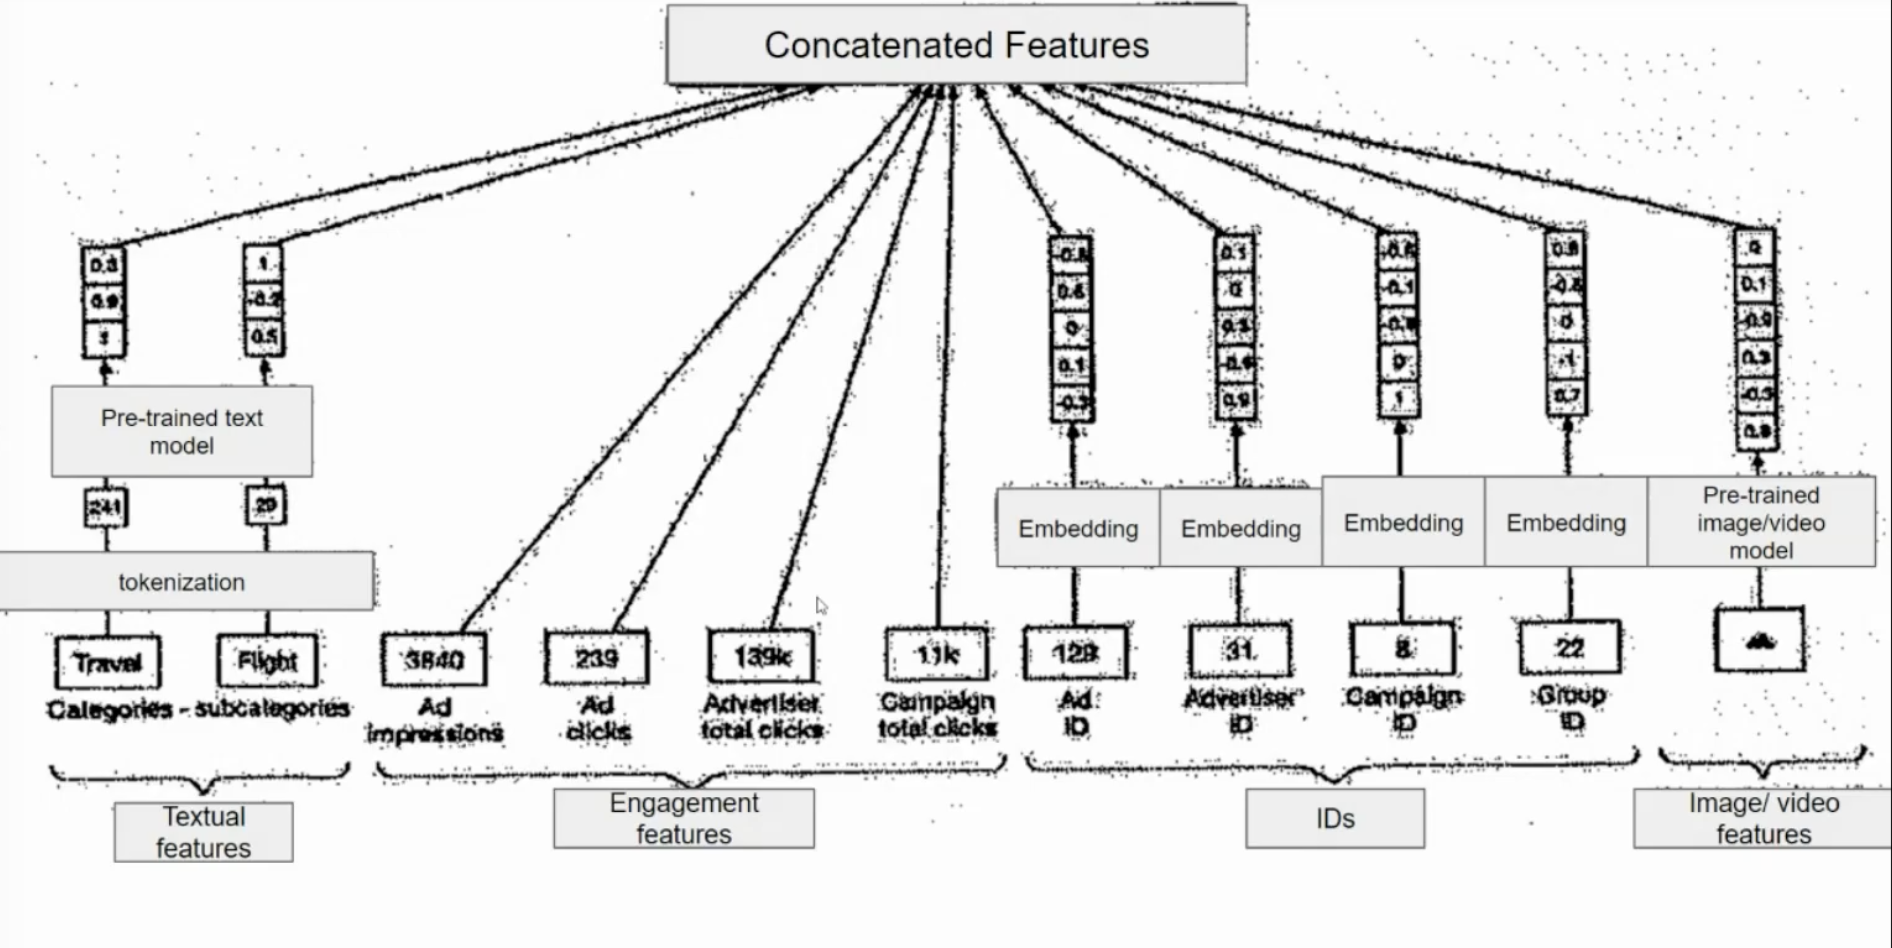 Concatenated Features
0.3
0.9
1
1
-0.2
0.5
0.6
0
0.1
-0.3
0.1
0
0.9
-0.1
0
1
0
-1
0.7
0
0.1
-0.9
0.3
-0.3
0.8
Pre-trained text
model
241
29
tokenization
Embedding
Embedding
Embedding
Embedding
Pre-trained
image/video
model
Travel
Flight
3840
239
139k
11k
129
31
8
22
Categories - subcategories
Ad
impressions
Ad
clicks
Advertiser
total clicks
Campaign
total clicks
Ad
ID
Advertiser
ID
Campaign
ID
Group
ID
Textual
features
Engagement
features
IDs
Image/ video
features